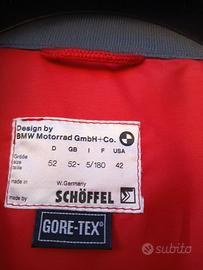 Design by
BMW Motorrad GmbH+Co.
Größe D GB I F USA
size
taille 52 52- 5/180 42
made in W.Germany
by SCHÖFFEL
GORE-TEX®
subito